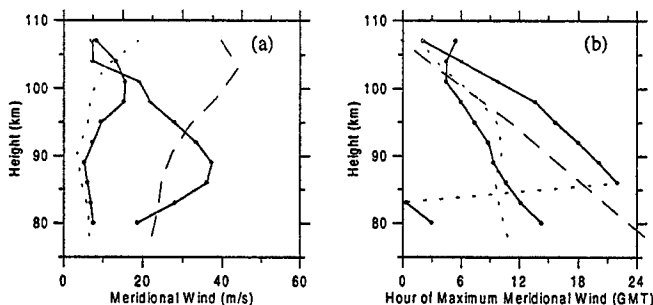 110
(a)
100
90
80
Height (km)
0
20
40
60
Meridional Wind (m/s)
110
(b)
100
90
80
Height (km)
0
6
12
18
24
Hour of Maximum Meridional Wind (GMT)